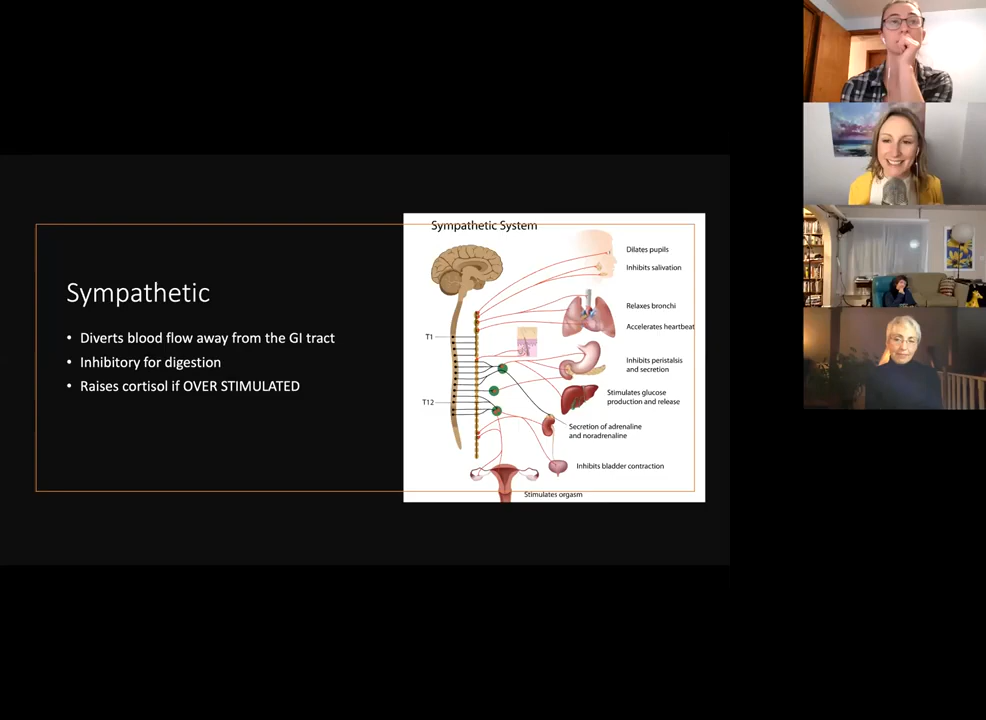 Sympathetic
• Diverts blood flow away from the GI tract
• Inhibitory for digestion
• Raises cortisol if OVER STIMULATED
Sympathetic System
Dilates pupils
Inhibits salivation
Relaxes bronchi
Accelerates heartbeat
T1
Inhibits peristalsis
and secretion
Stimulates glucose
production and release
T12
Secretion of adrenaline
and noradrenaline
Inhibits bladder contraction
Stimulates orgasm